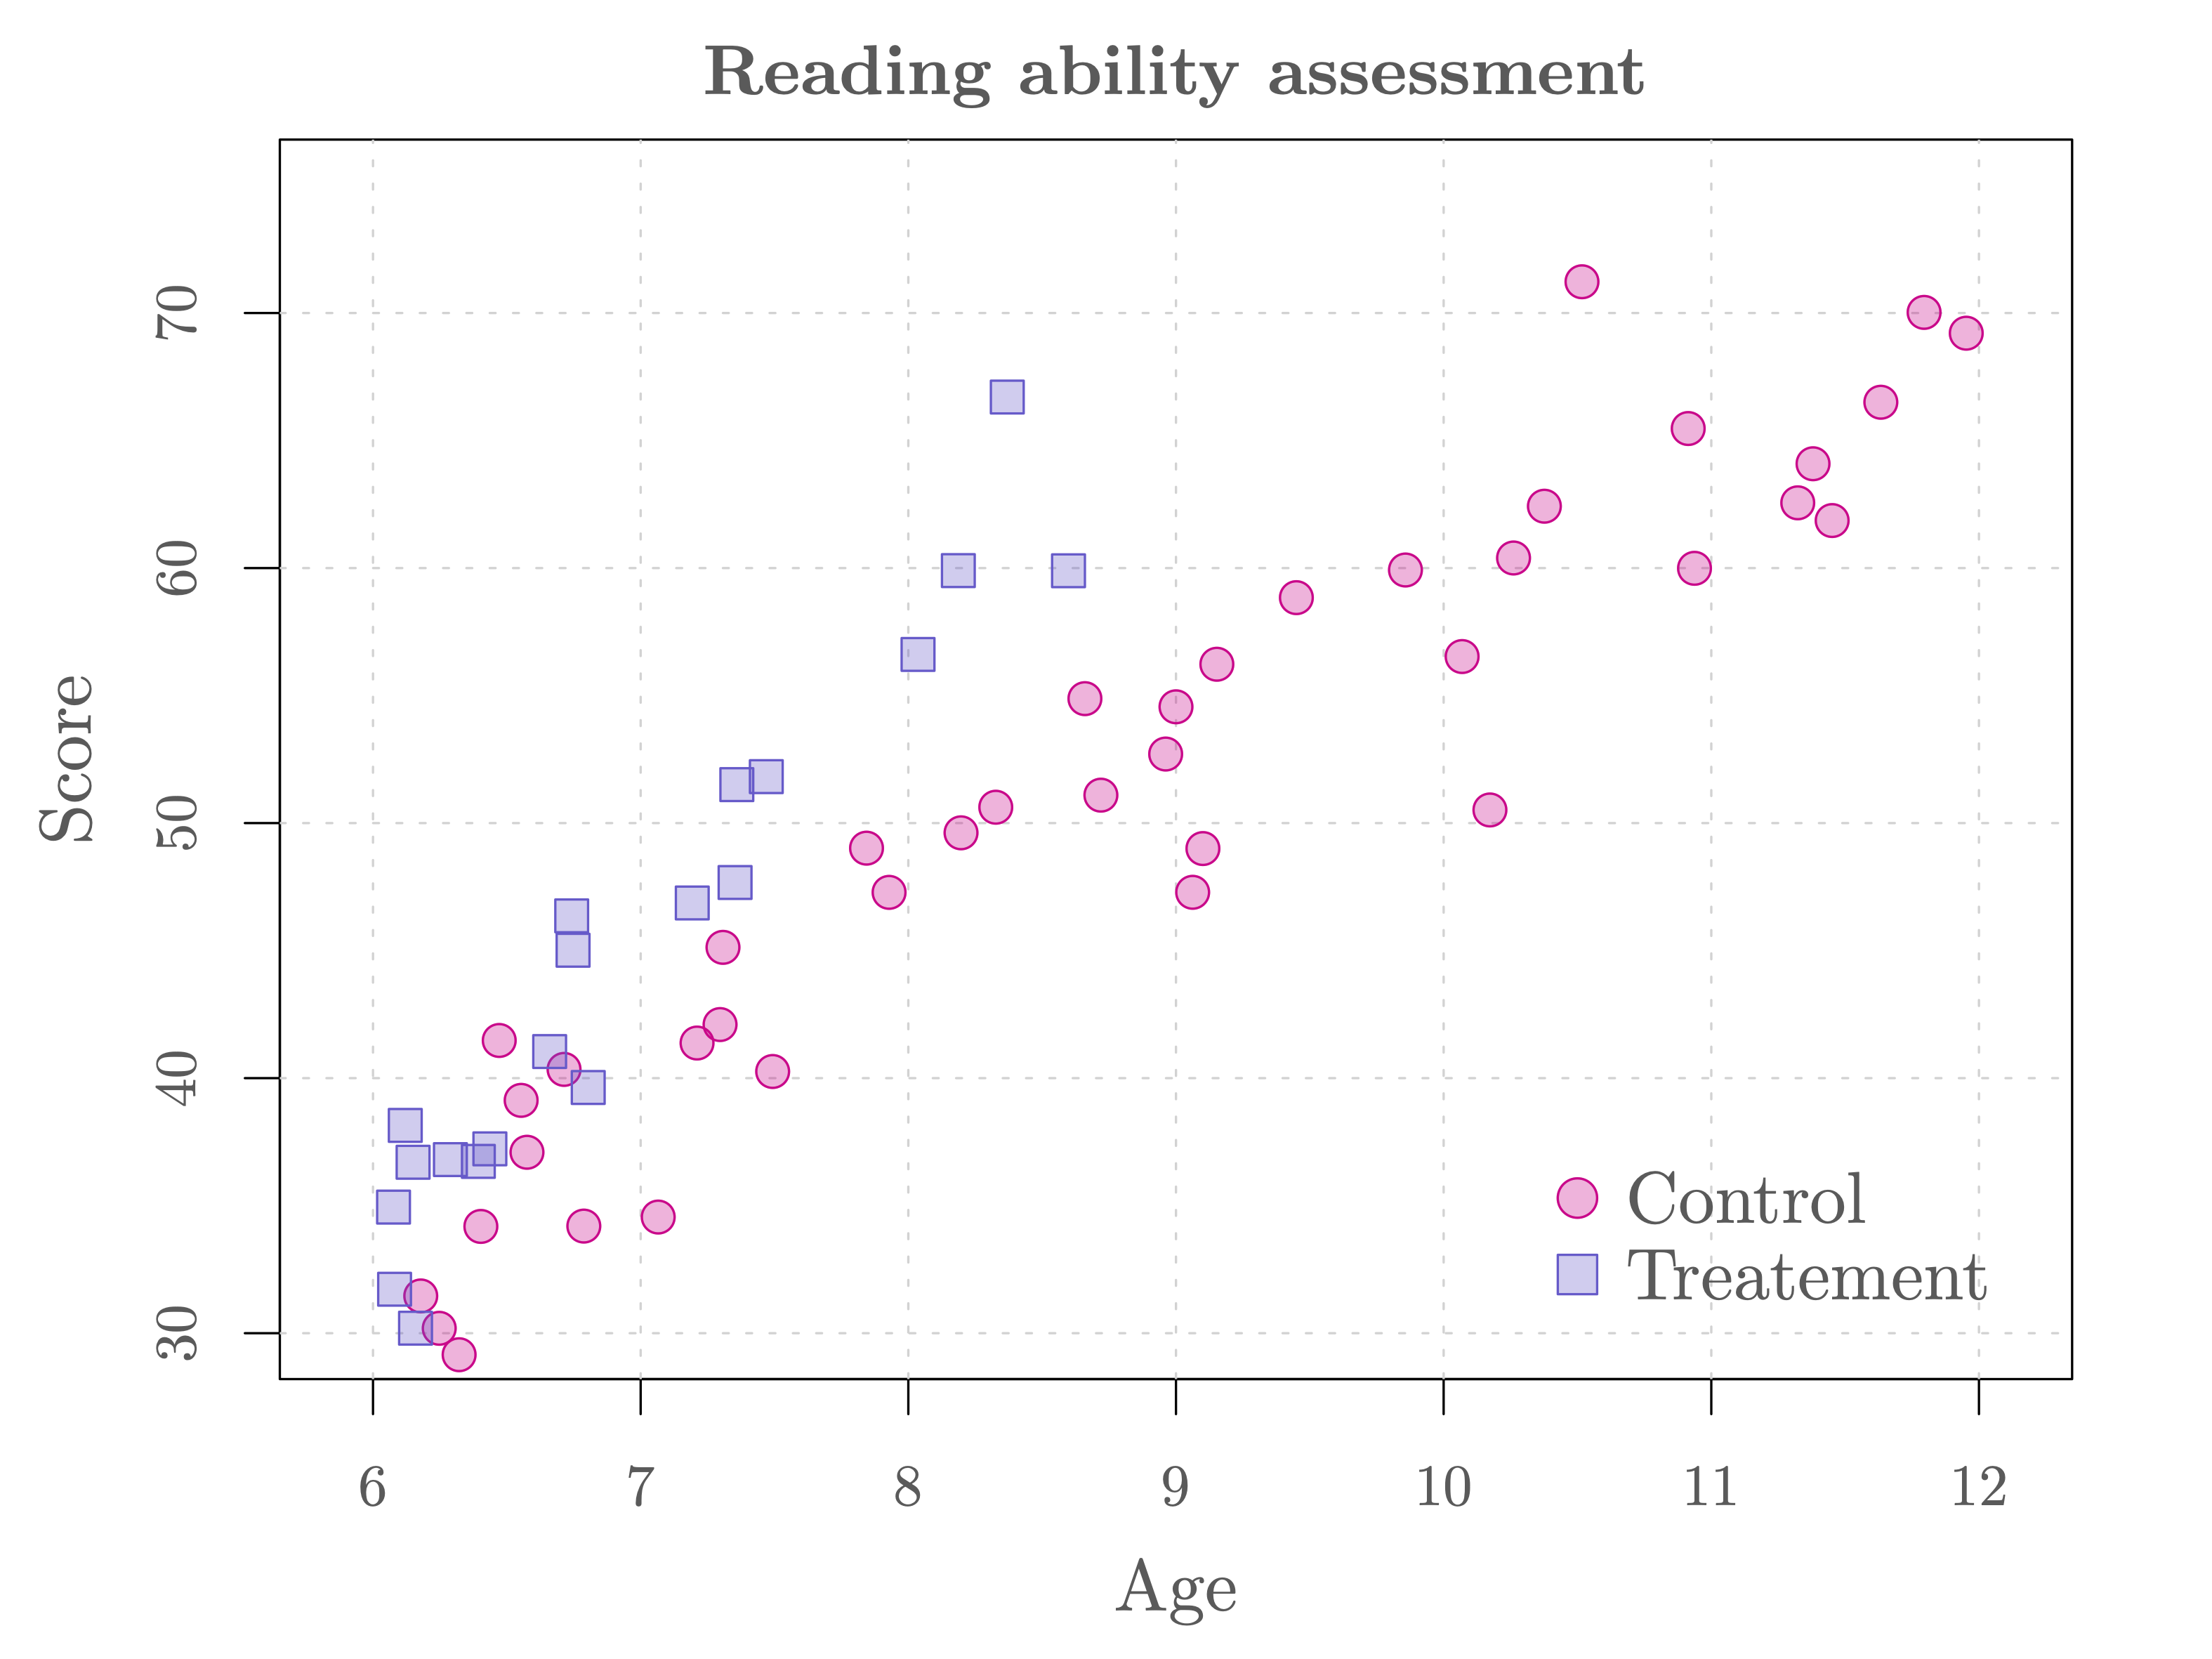 Reading ability assessment
Score
70
60
50
40
30
Control
Treatement
6 7 8 9 10 11 12
Age